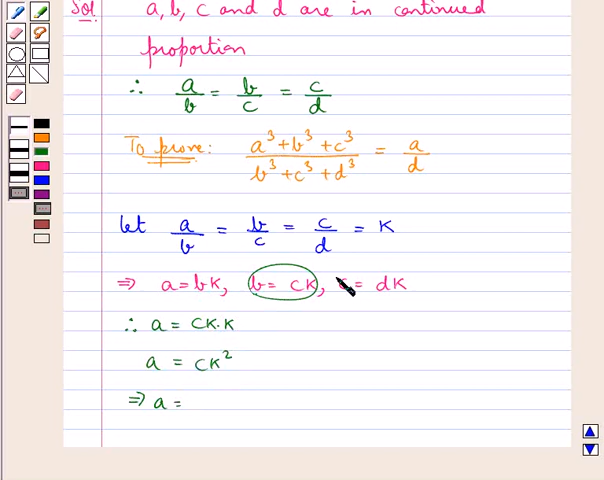 Sol a, b, c and d are in continued
proportion
∴ a/b = b/c = c/d
To prove: (a³ + b³ + c³)/(b³ + c³ + d³) = a/d
let a/b = b/c = c/d = K
⇒ a = bK, b = cK, c = dK
∴ a = cK·K
a = cK²
⇒ a =